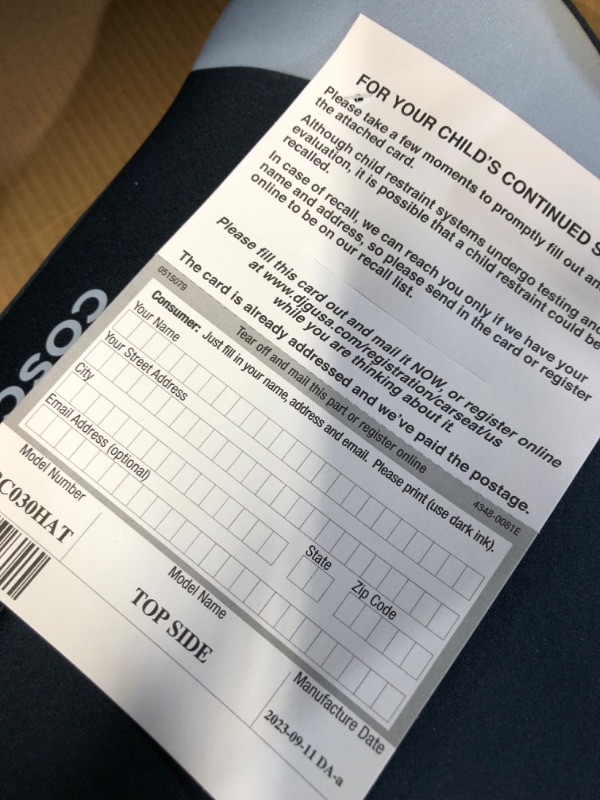 FOR YOUR CHILD'S CONTINUED S
Please take a few moments to promptly fill out an
the attached card.
Although child restraint systems undergo testing and
evaluation, it is possible that a child restraint could be
recalled.
In case of recall, we can reach you only if we have your
name and address, so please send in the card or register
online to be on our recall list.
Please fill this card out and mail it NOW, or register online
at www.djgusa.com/registration/carseat/us
while you are thinking about it.
The card is already addressed and we've paid the postage.
0515079
Tear off and mail this part or register online
4348-0081E
Consumer: Just fill in your name, address and email. Please print (use dark ink).
Your Name
Your Street Address
City
State
Zip Code
Email Address (optional)
Model Number
Model Name
Manufacture Date
C030HAT
TOP SIDE
2023-09-11 DA-a
COSC